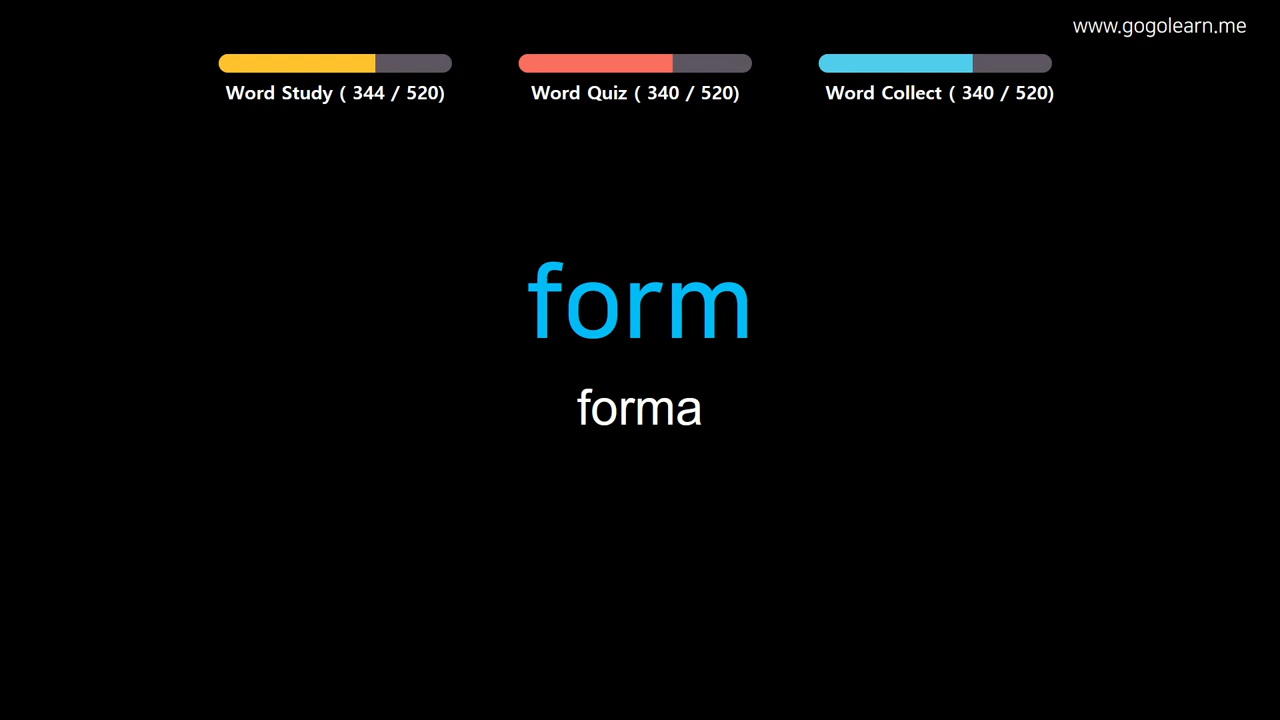 www.gogolearn.me
Word Study ( 344 / 520)
Word Quiz ( 340 / 520)
Word Collect ( 340 / 520)
form
forma